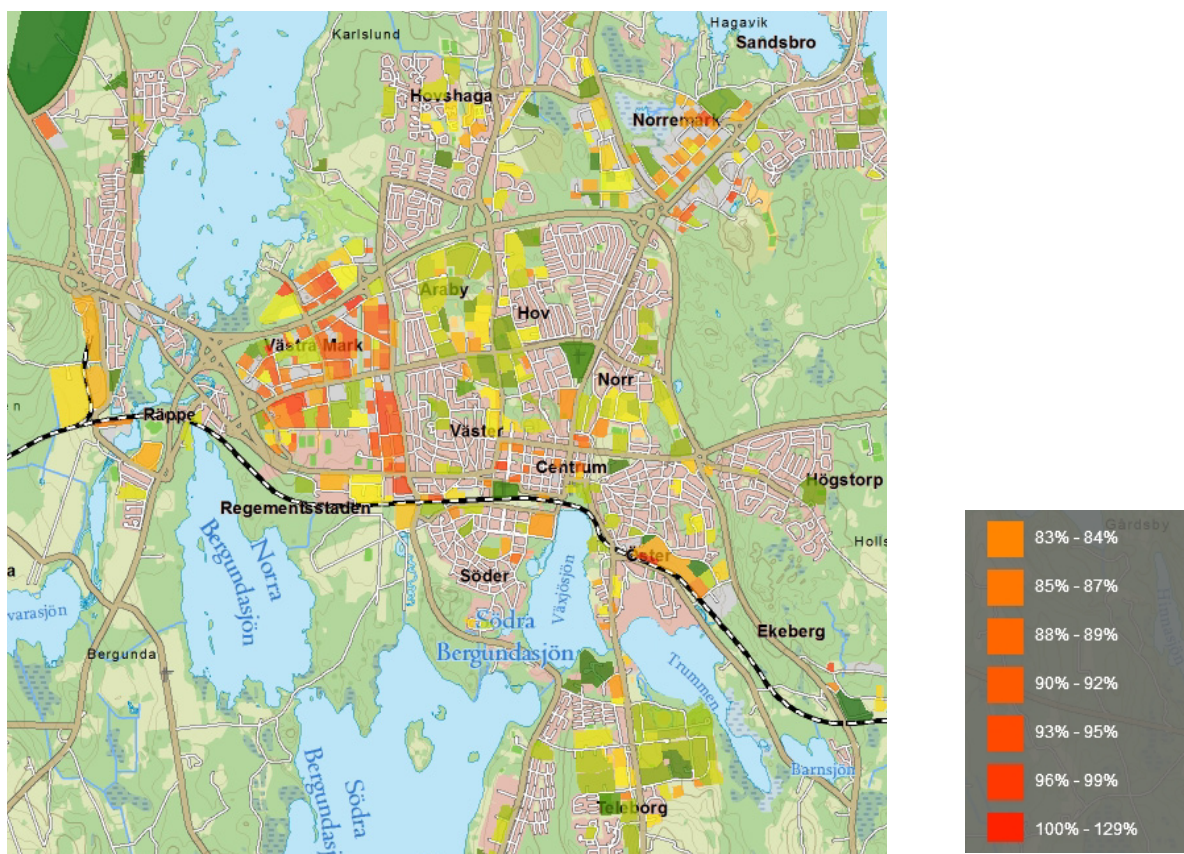 Karlslund
Hagavik
Sandsbro
Hovshaga
Norremark
Araby
Hov
Västra Mark
Norr
Räppe
Väster
Centrum
Högstorp
Regementsstaden
Öster
Söder
Norra
Bergundasjön
Växjösjön
Södra
Bergundasjön
Ekeberg
varasjön
Bergunda
Trummen
Barnsjön
Södra
Bergundasjön
Teleborg
Holls
n
a
83% - 84%
85% - 87%
88% - 89%
90% - 92%
93% - 95%
96% - 99%
100% - 129%
Gårdsby